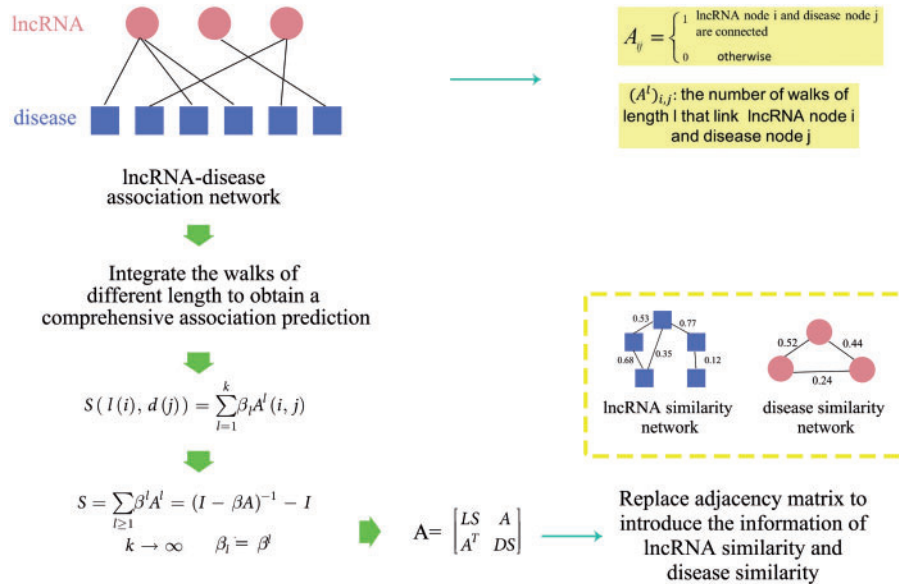 lncRNA
disease
lncRNA-disease
association network
Integrate the walks of
different length to obtain a
comprehensive association prediction
S( l(i), d(j)) = \sum_{l=1}^{k} β_l A^l (i, j)
S = \sum_{l≥1} β^l A^l = (I − βA)^{−1} − I
k → ∞ β_l = β^l
A_{ij} = { 1 lncRNA node i and disease node j
are connected
0 otherwise
(A^l)_{i,j}: the number of walks of
length l that link lncRNA node i
and disease node j
0.53 0.77
0.68 0.35 0.12
lncRNA similarity
network
0.52 0.44
0.24
disease similarity
network
A= [ LS A
A^T DS ]
Replace adjacency matrix to
introduce the information of
lncRNA similarity and
disease similarity